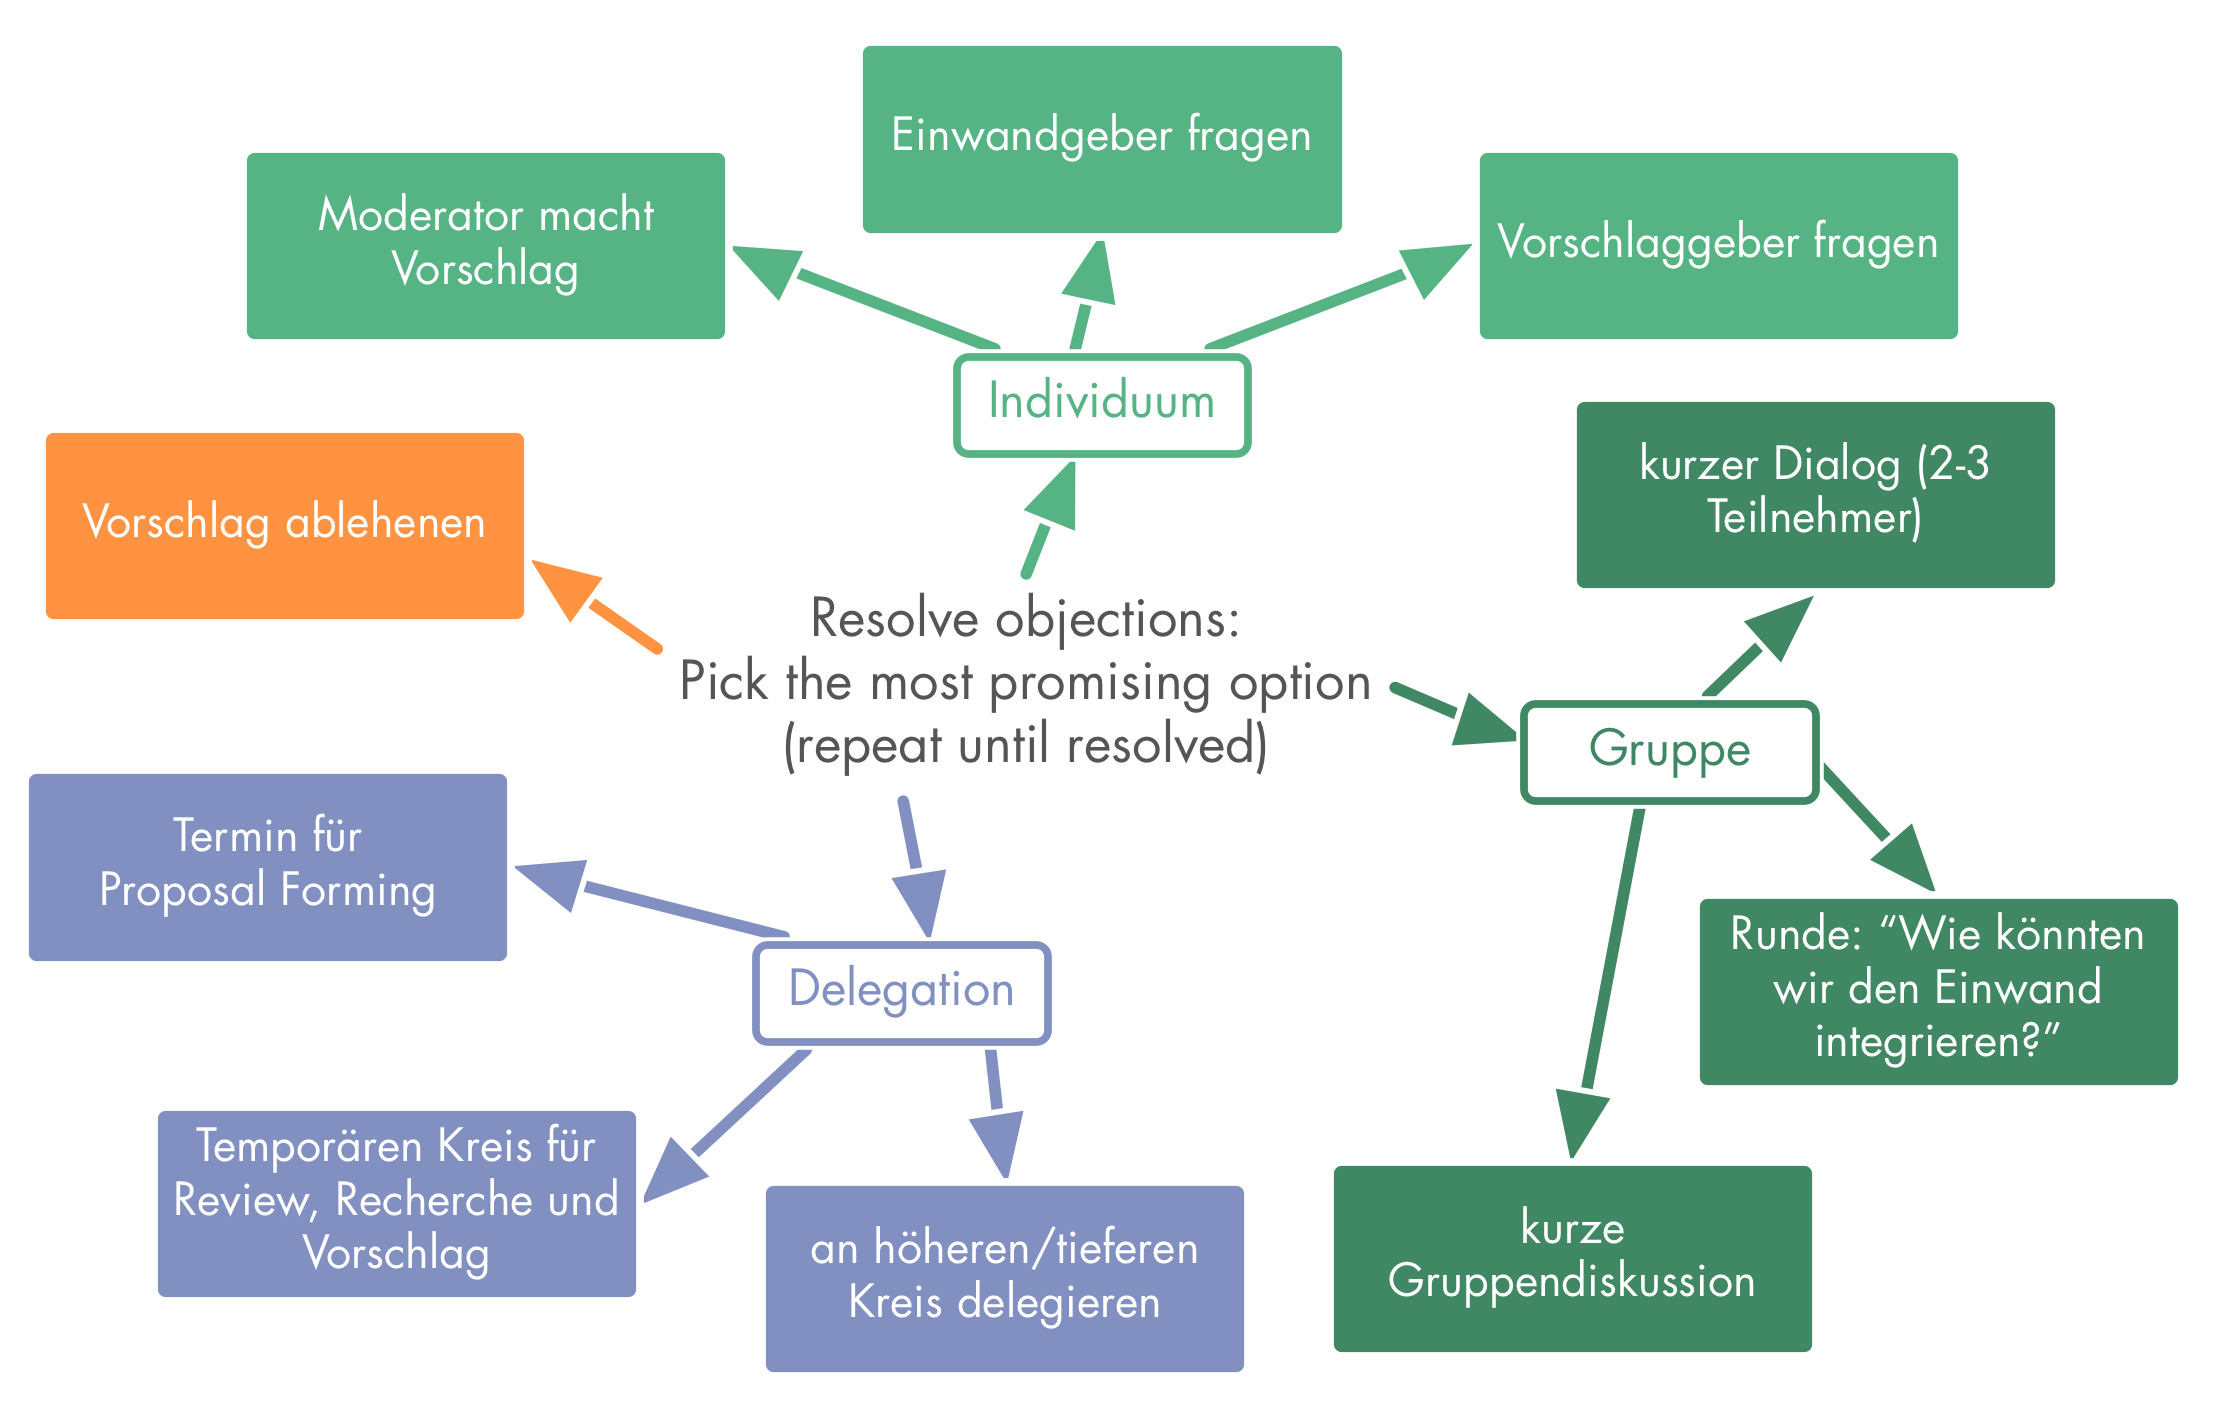 Einwandgeber fragen
Moderator macht
Vorschlag
Vorschlaggeber fragen
Individuum
kurzer Dialog (2-3
Teilnehmer)
Vorschlag ablehenen
Resolve objections:
Pick the most promising option
(repeat until resolved)
Gruppe
Termin für
Proposal Forming
Delegation
Runde: “Wie könnten
wir den Einwand
integrieren?”
Temporären Kreis für
Review, Recherche und
Vorschlag
an höheren/tieferen
Kreis delegieren
kurze
Gruppendiskussion